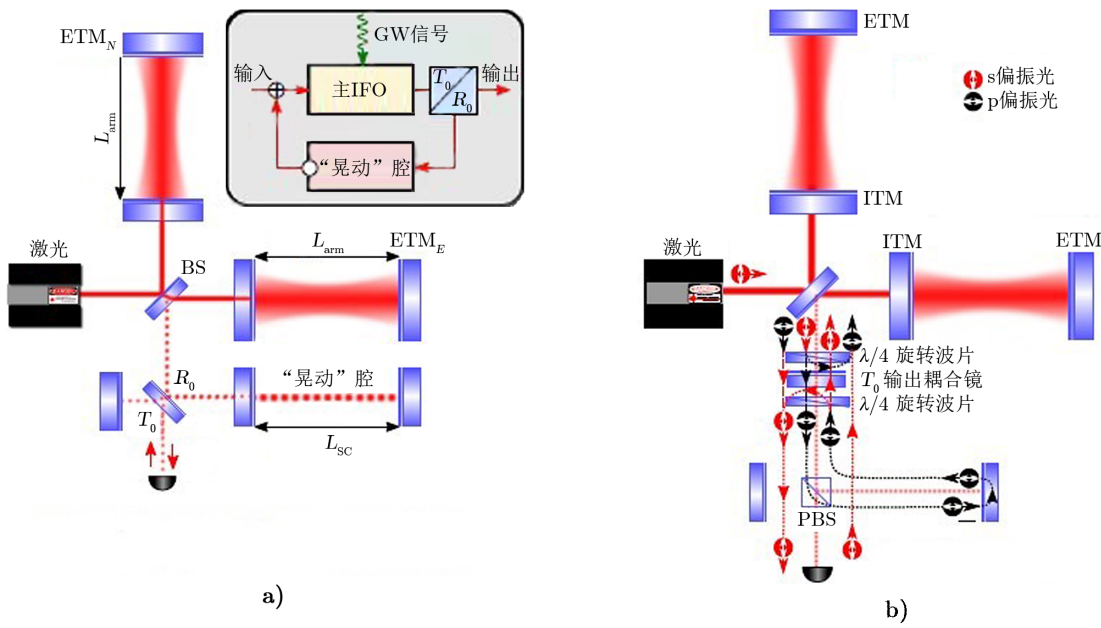 ETM_N
L_arm
激光
BS
L_arm
ETM_E
R_0
T_0
“晃动”腔
L_SC
GW信号
输入
主IFO
T_0
R_0
输出
“晃动”腔
a)
ETM
s偏振光
p偏振光
ITM
激光
ITM
ETM
λ/4 旋转波片
T_0 输出耦合镜
λ/4 旋转波片
PBS
b)